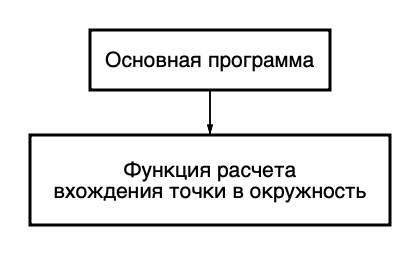 Основная программа
Функция расчета
вхождения точки в окружность